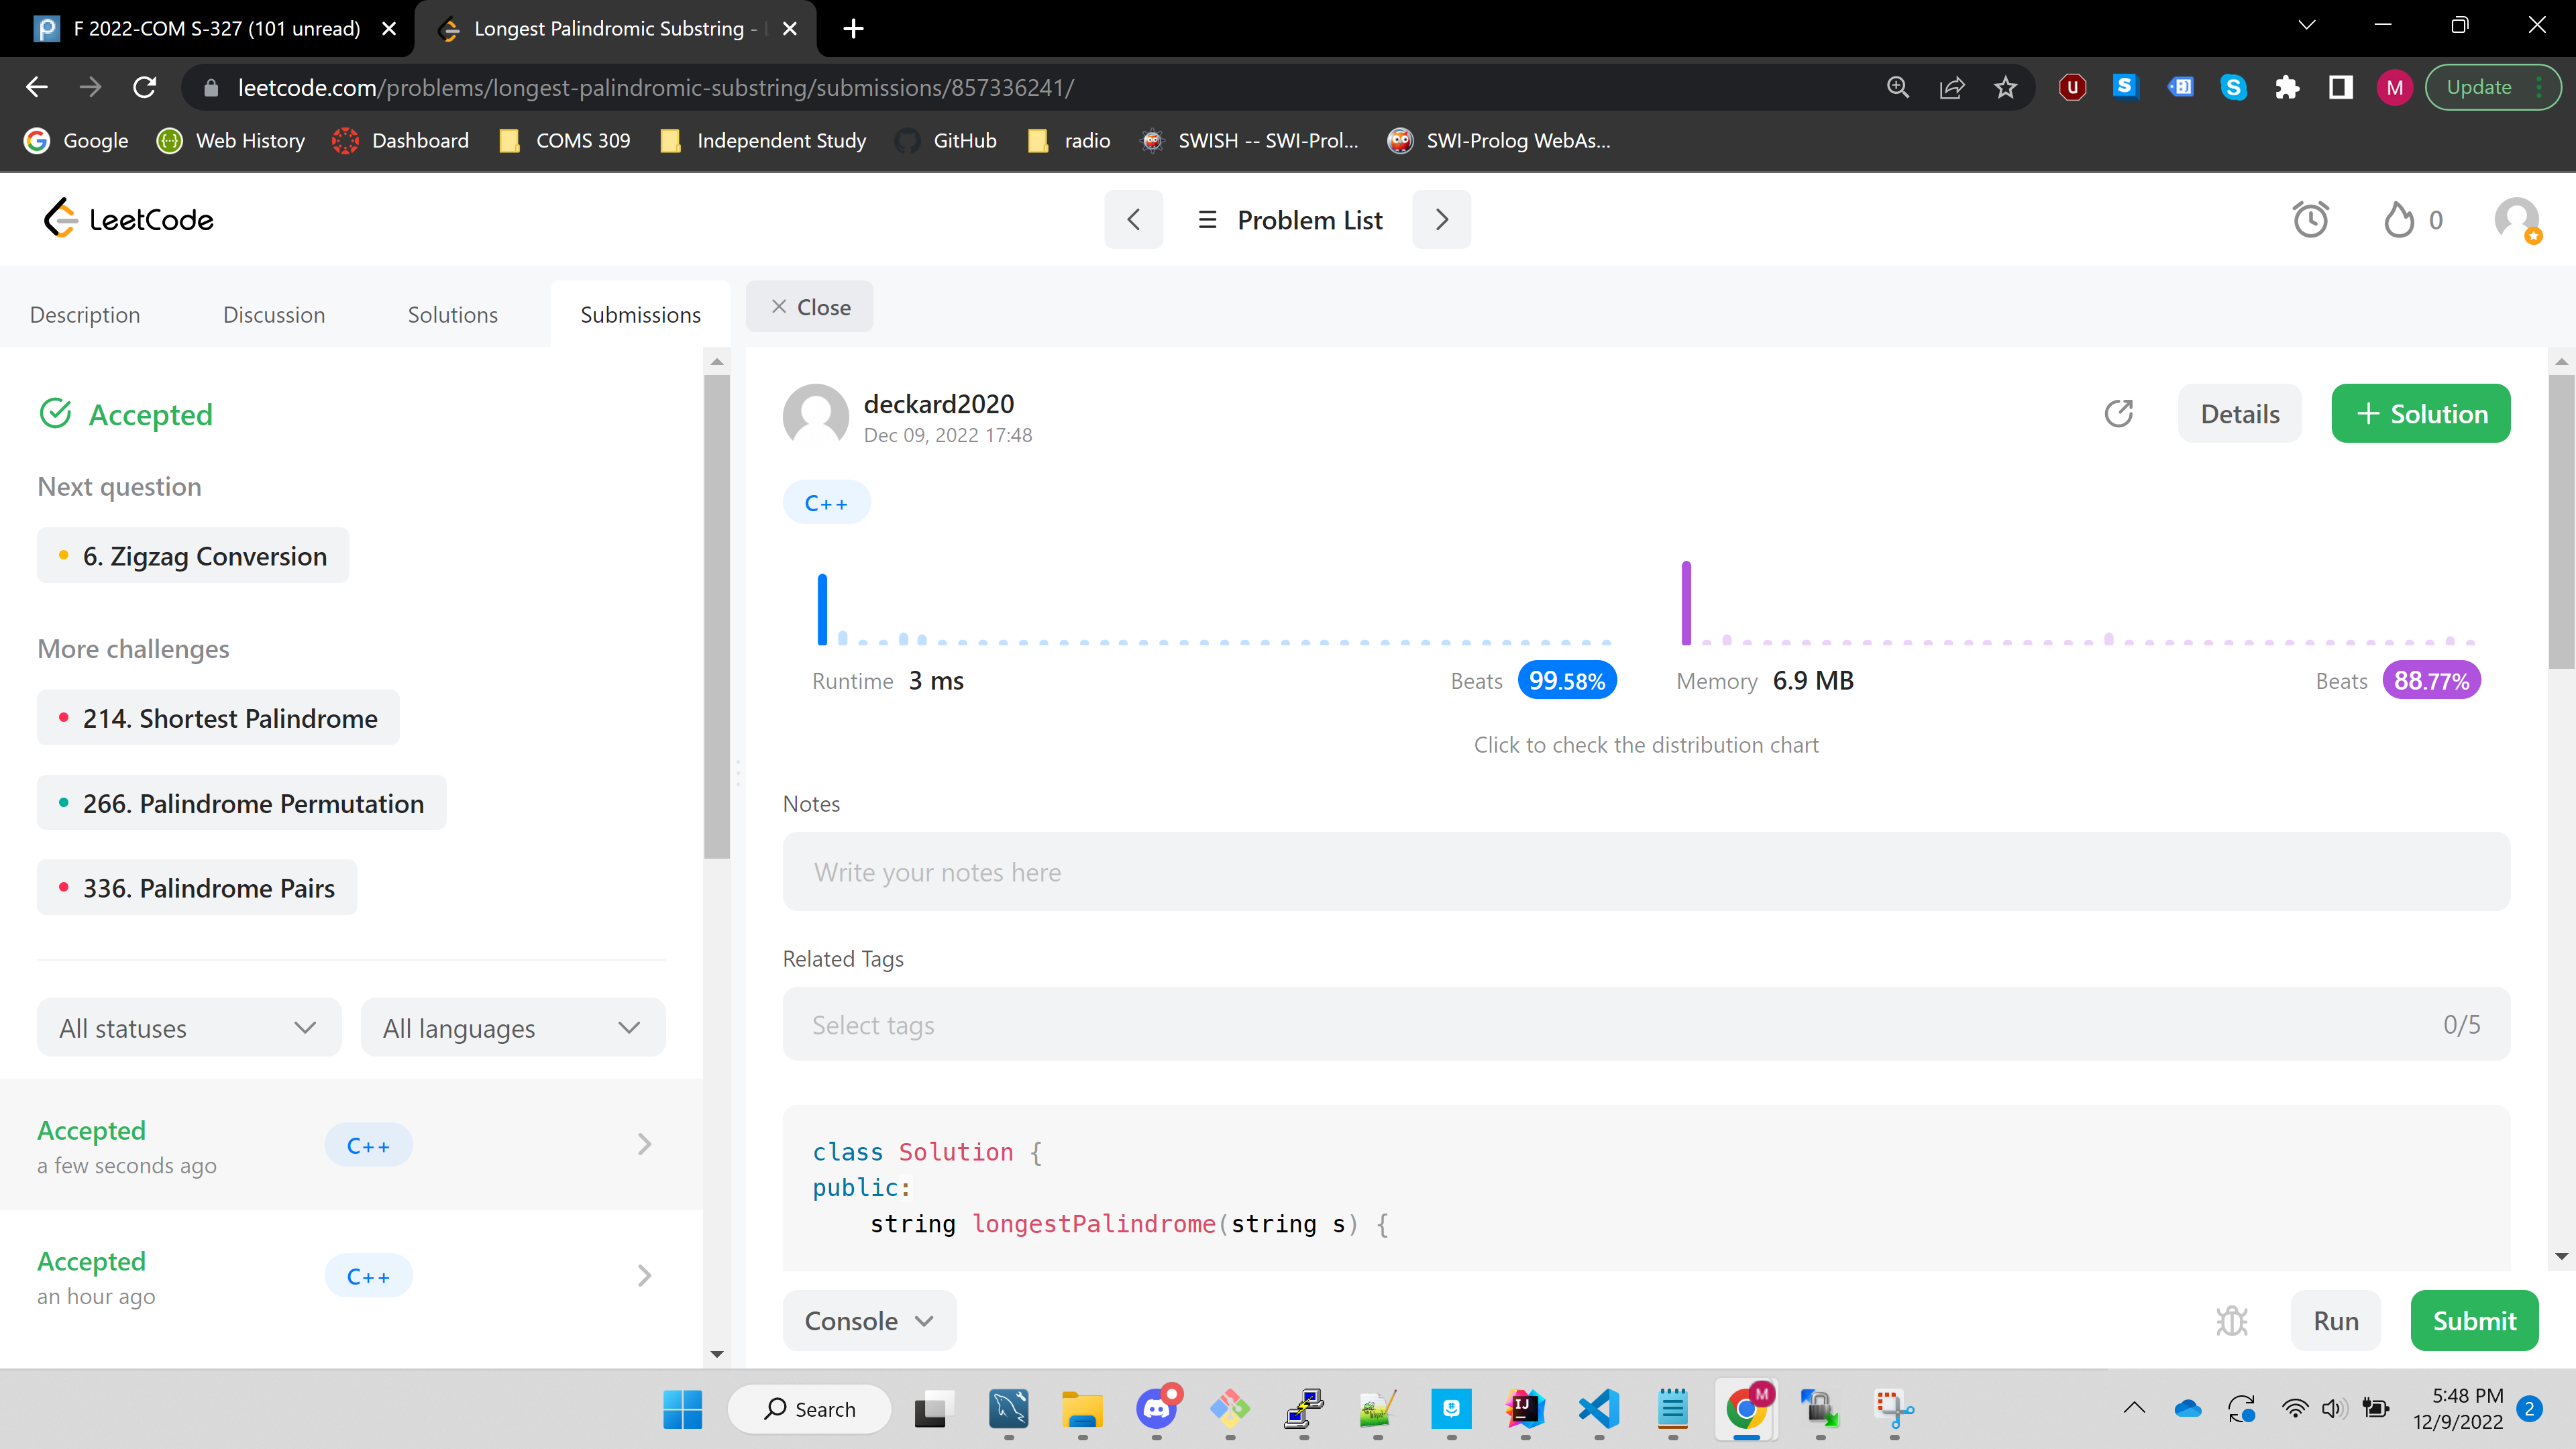 F 2022-COM S-327 (101 unread)
Longest Palindromic Substring -
leetcode.com/problems/longest-palindromic-substring/submissions/857336241/
M
Update
Google
Web History
Dashboard
COMS 309
Independent Study
GitHub
radio
SWISH -- SWI-Prol...
SWI-Prolog WebAs...
LeetCode
Problem List
0
Description
Discussion
Solutions
Submissions
Close
Accepted
Next question
6. Zigzag Conversion
More challenges
214. Shortest Palindrome
266. Palindrome Permutation
336. Palindrome Pairs
All statuses
All languages
Accepted
C++
a few seconds ago
Accepted
C++
an hour ago
deckard2020
Dec 09, 2022 17:48
Details
+ Solution
C++
Runtime 3 ms
Beats 99.58%
Memory 6.9 MB
Beats 88.77%
Click to check the distribution chart
Notes
Write your notes here
Related Tags
Select tags
0/5
class Solution {
public:
    string longestPalindrome(string s) {
Console
Run
Submit
Search
IJ
M
5:48 PM
12/9/2022
2